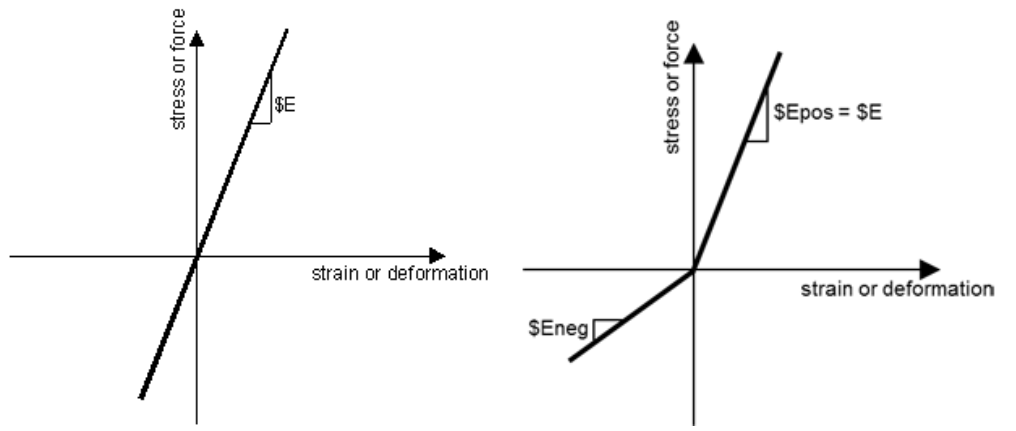 stress or force
$E
strain or deformation
stress or force
$Epos = $E
strain or deformation
$Eneg